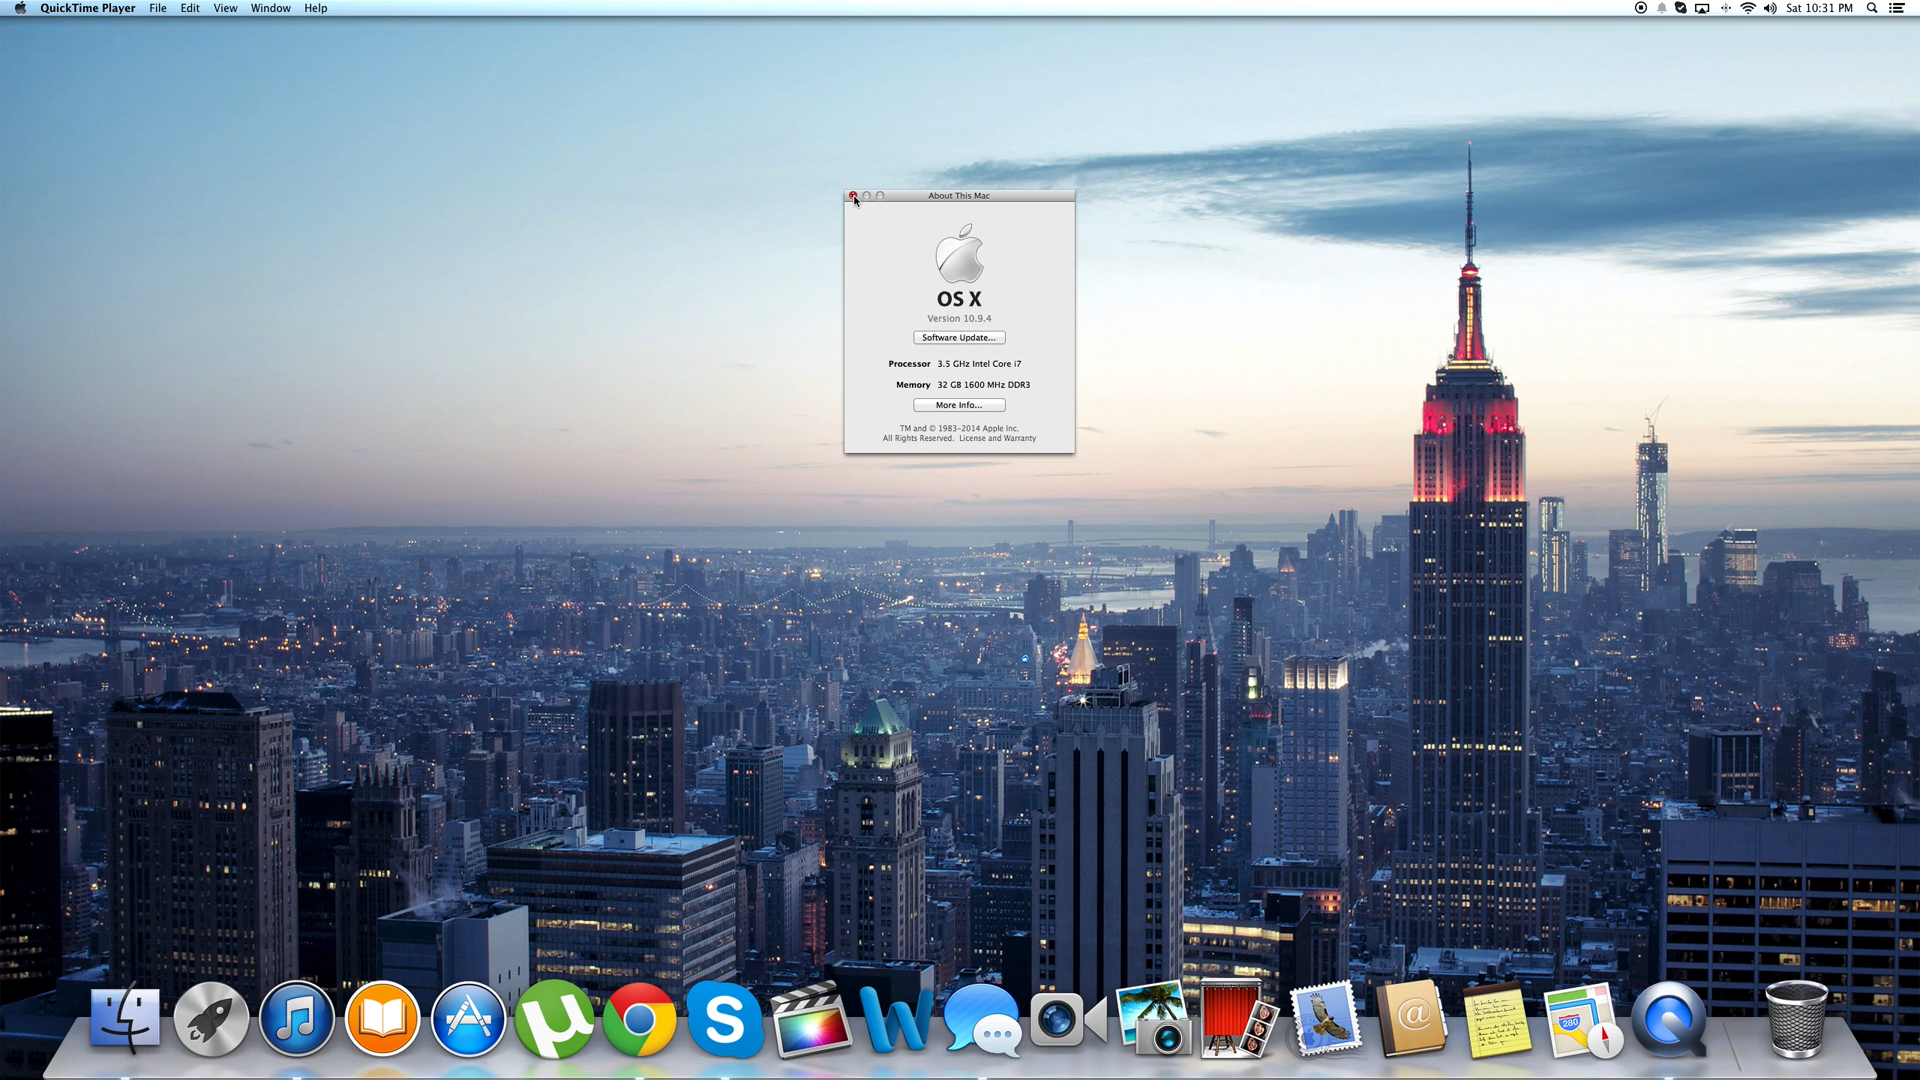 QuickTime Player File Edit View Window Help Sat 10:31 PM
About This Mac
OS X
Version 10.9.4
Software Update...
Processor 3.5 GHz Intel Core i7
Memory 32 GB 1600 MHz DDR3
More Info...
TM and © 1983-2014 Apple Inc.
All Rights Reserved. License and Warranty
280